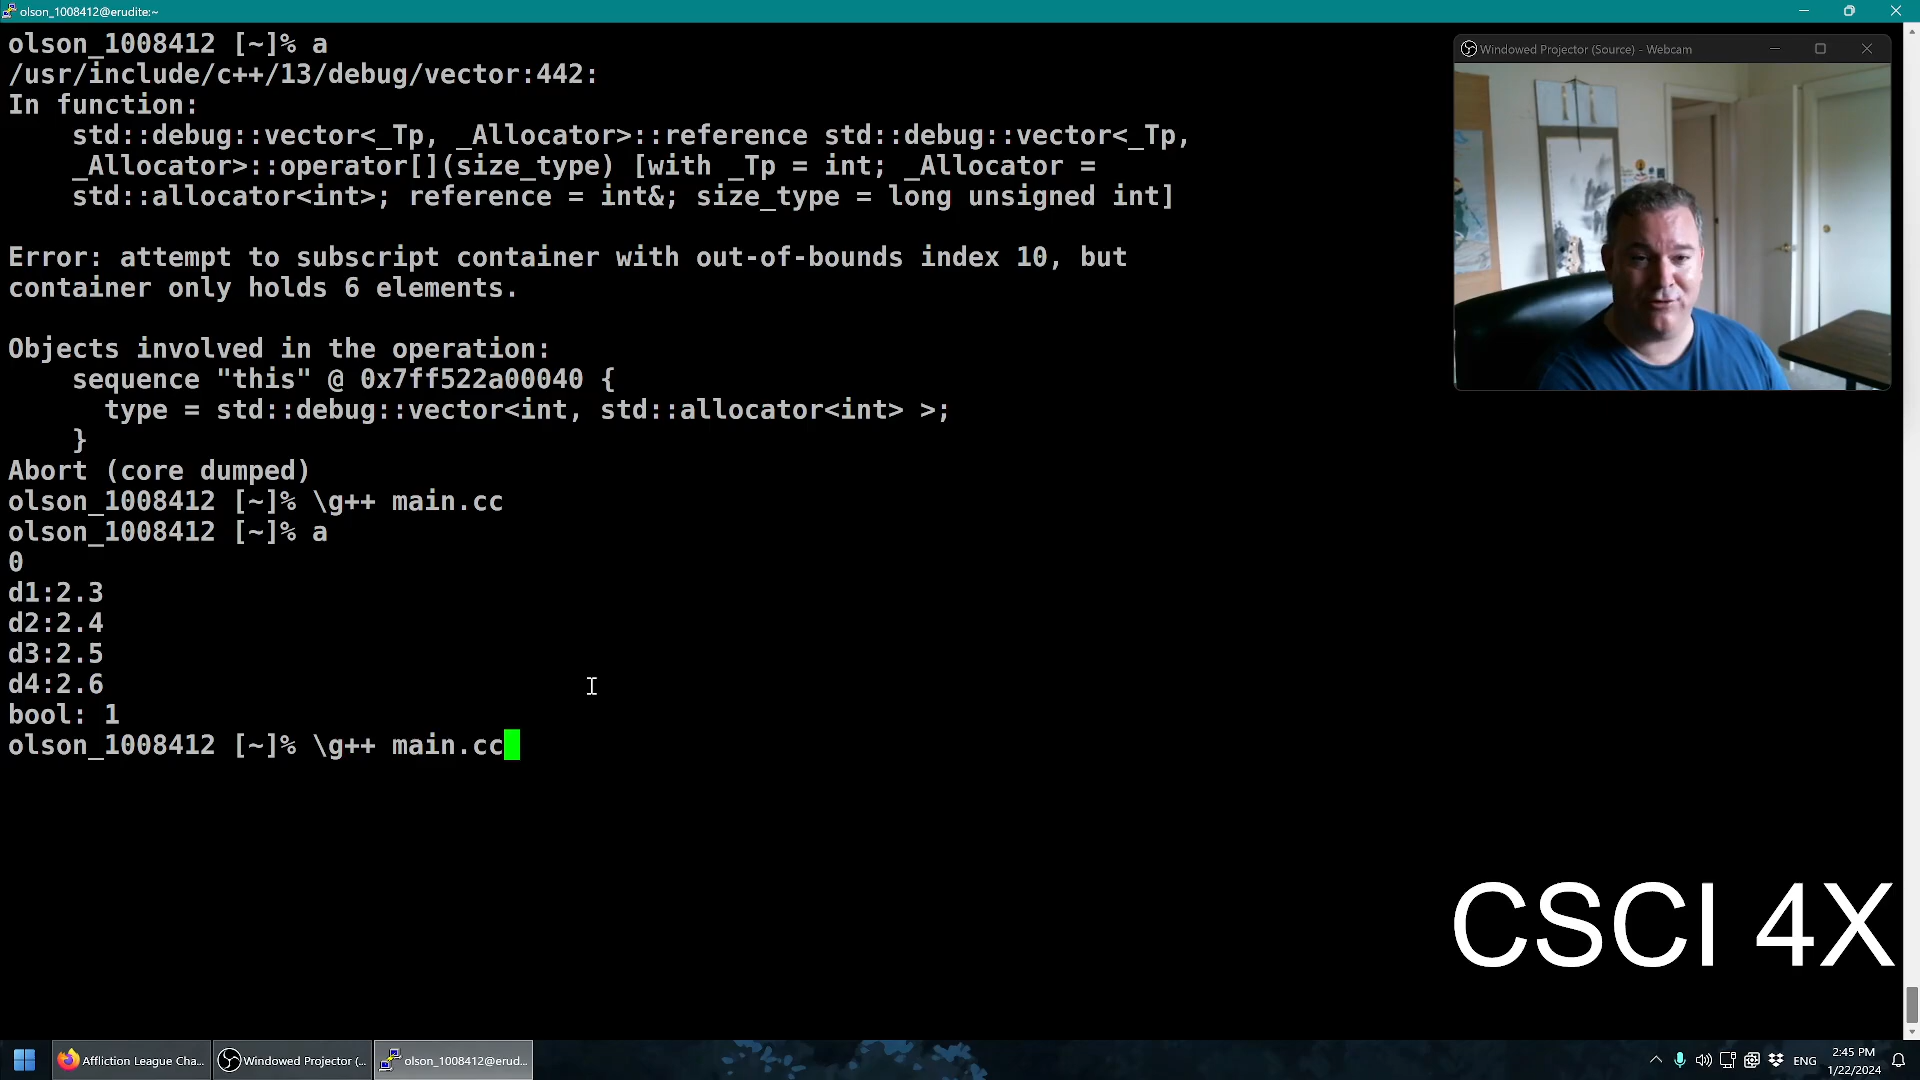 olson_1008412@erudite:~
olson_1008412 [~]% a
/usr/include/c++/13/debug/vector:442:
In function:
    std::debug::vector<_Tp, _Allocator>::reference std::debug::vector<_Tp,
    _Allocator>::operator[](size_type) [with _Tp = int; _Allocator =
    std::allocator<int>; reference = int&; size_type = long unsigned int]
Error: attempt to subscript container with out-of-bounds index 10, but
container only holds 6 elements.
Objects involved in the operation:
    sequence "this" @ 0x7ff522a00040 {
      type = std::debug::vector<int, std::allocator<int> >;
    }
Abort (core dumped)
olson_1008412 [~]% \g++ main.cc
olson_1008412 [~]% a
0
d1:2.3
d2:2.4
d3:2.5
d4:2.6
bool: 1
olson_1008412 [~]% \g++ main.cc
Windowed Projector (Source) - Webcam
CSCI 4X
Affliction League Cha...
Windowed Projector (...
olson_1008412@erud...
ENG
2:45 PM
1/22/2024